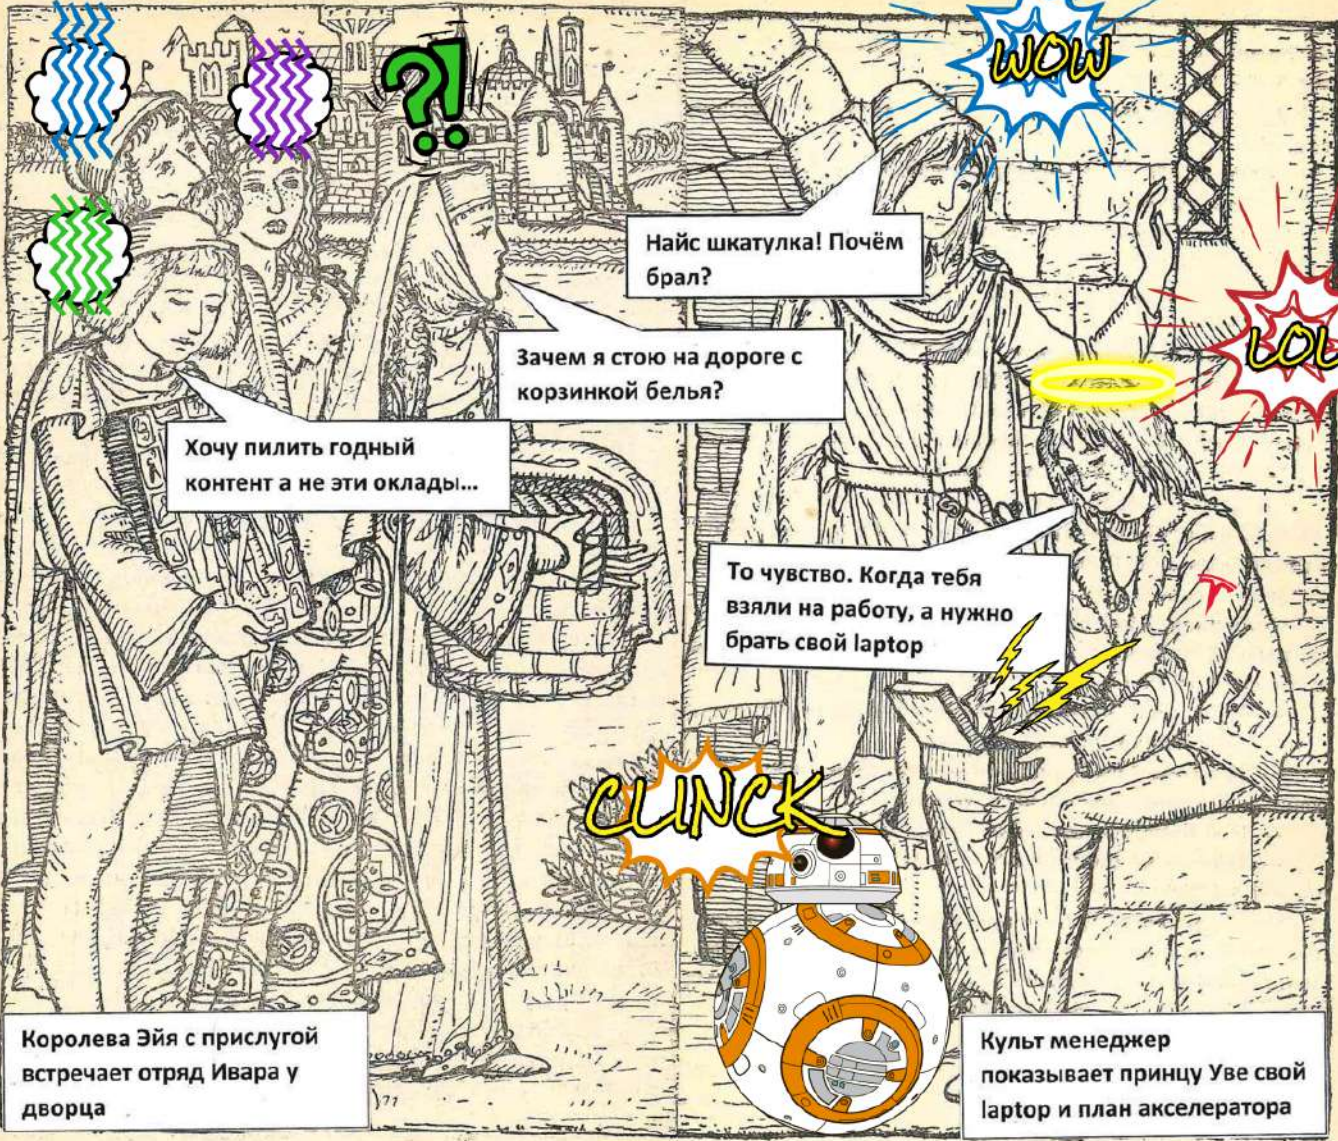 ?!
WOW
Найс шкатулка! Почём
брал?
LOL
Зачем я стою на дороге с
корзинкой белья?
Хочу пилить годный
контент а не эти оклады...
То чувство. Когда тебя
взяли на работу, а нужно
брать свой laptop
CLINCK
Королева Эйя с прислугой
встречает отряд Ивара у
дворца
Культ менеджер
показывает принцу Уве свой
laptop и план акселератора